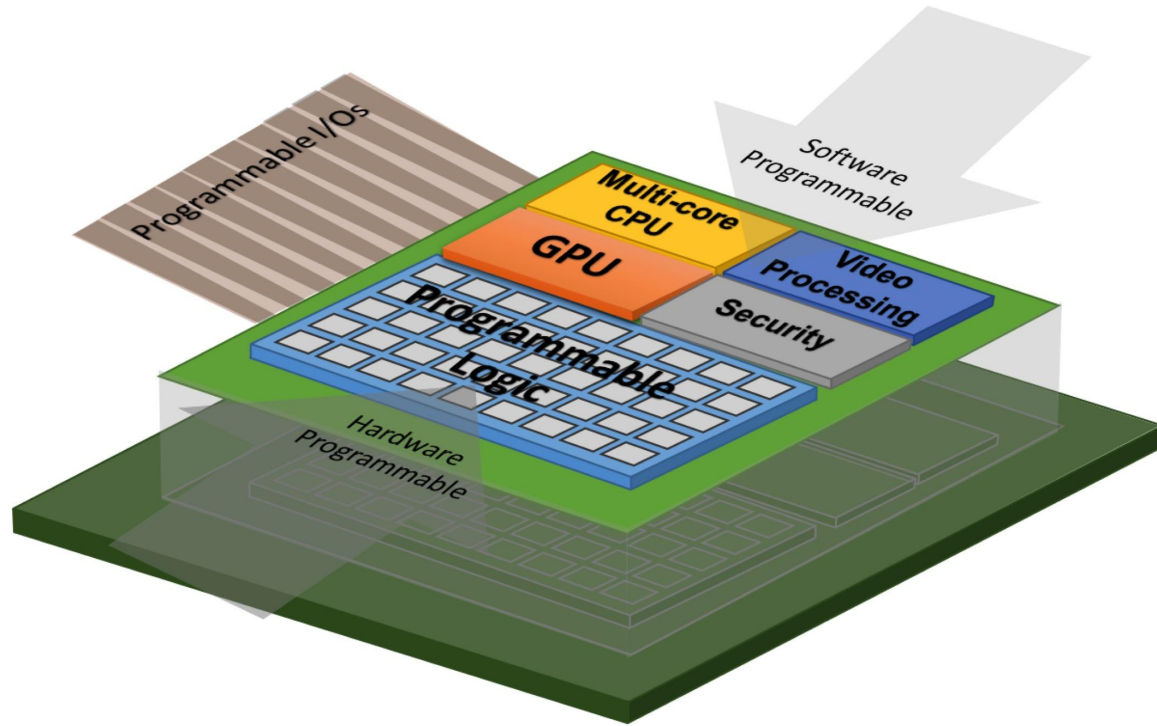 Programmable I/Os
Software
Programmable
Multi-core
CPU
Video
Processing
GPU
Security
Programmable
Logic
Hardware
Programmable